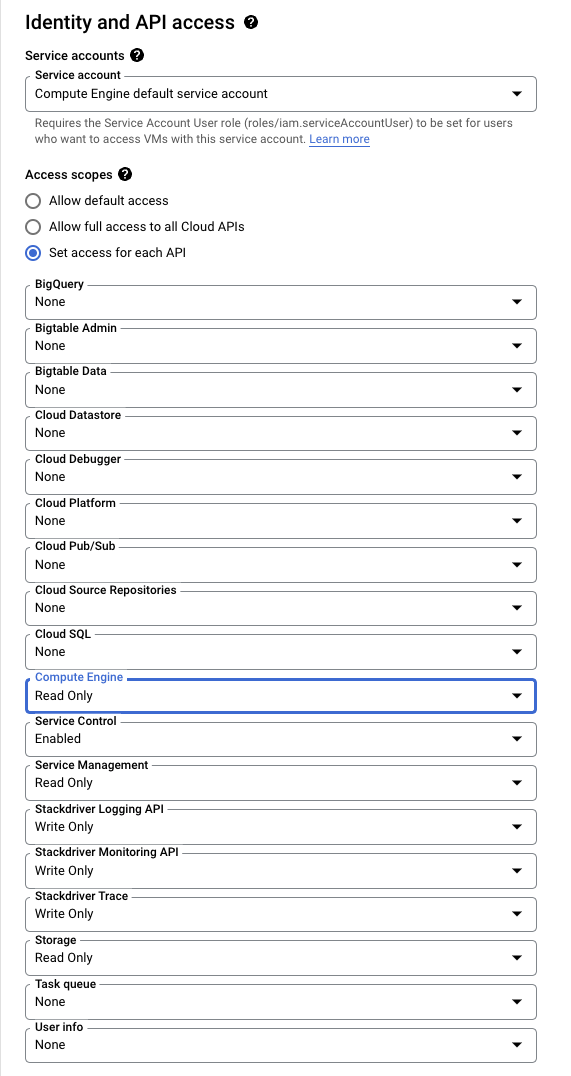 Identity and API access
Service accounts
Service account
Compute Engine default service account
Requires the Service Account User role (roles/iam.serviceAccountUser) to be set for users
who want to access VMs with this service account. Learn more
Access scopes
Allow default access
Allow full access to all Cloud APIs
Set access for each API
BigQuery
None
Bigtable Admin
None
Bigtable Data
None
Cloud Datastore
None
Cloud Debugger
None
Cloud Platform
None
Cloud Pub/Sub
None
Cloud Source Repositories
None
Cloud SQL
None
Compute Engine
Read Only
Service Control
Enabled
Service Management
Read Only
Stackdriver Logging API
Write Only
Stackdriver Monitoring API
Write Only
Stackdriver Trace
Write Only
Storage
Read Only
Task queue
None
User info
None